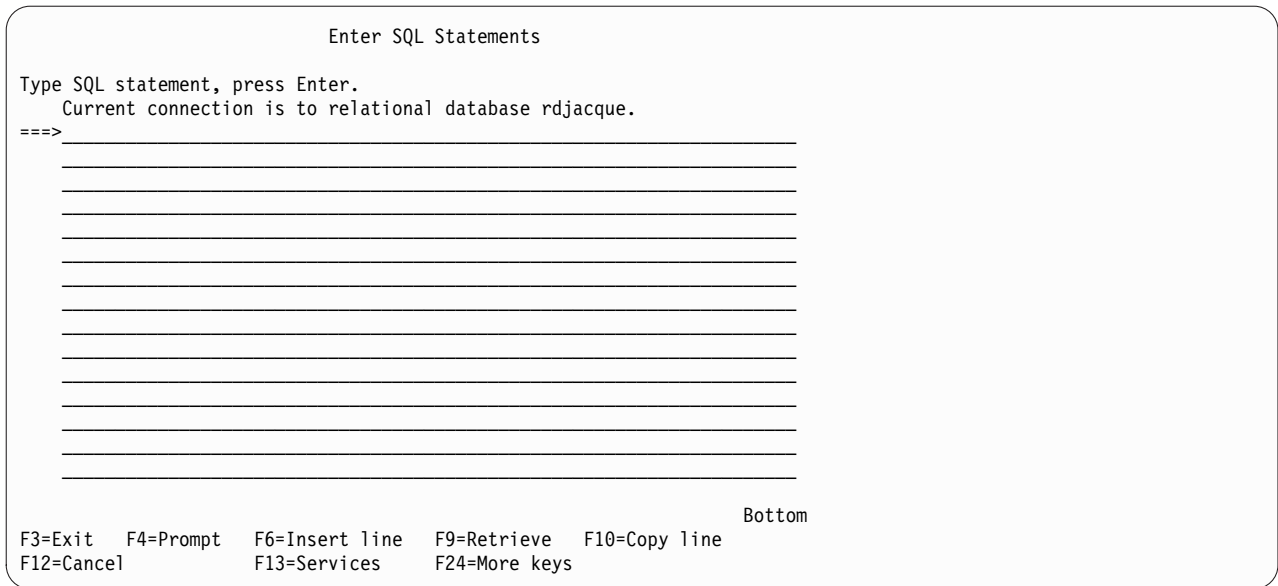 Enter SQL Statements
Type SQL statement, press Enter.
Current connection is to relational database rdjacque.
===>_______________________________________________________________
Bottom
F3=Exit F4=Prompt F6=Insert line F9=Retrieve F10=Copy line
F12=Cancel F13=Services F24=More keys